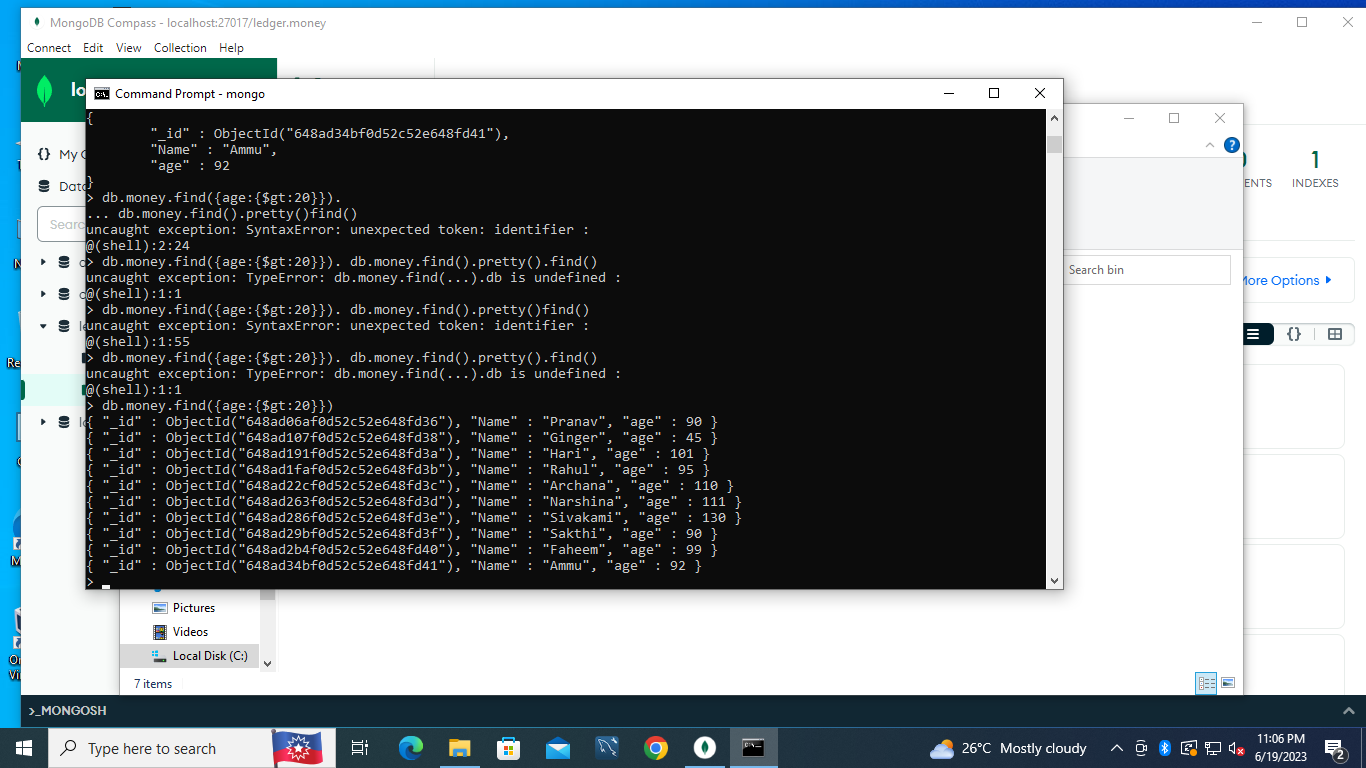 MongoDB Compass - localhost:27017/ledger.money
Connect Edit View Collection Help
lo
Command Prompt - mongo
{
"_id" : ObjectId("648ad34bf0d52c52e648fd41"),
"Name" : "Ammu",
"age" : 92
}
> db.money.find({age:{$gt:20}}).
... db.money.find().pretty()find()
uncaught exception: SyntaxError: unexpected token: identifier :
@(shell):2:24
> db.money.find({age:{$gt:20}}). db.money.find().pretty().find()
uncaught exception: TypeError: db.money.find(...).db is undefined :
@(shell):1:1
> db.money.find({age:{$gt:20}}). db.money.find().pretty()find()
uncaught exception: SyntaxError: unexpected token: identifier :
@(shell):1:55
> db.money.find({age:{$gt:20}}). db.money.find().pretty().find()
uncaught exception: TypeError: db.money.find(...).db is undefined :
@(shell):1:1
> db.money.find({age:{$gt:20}})
{ "_id" : ObjectId("648ad06af0d52c52e648fd36"), "Name" : "Pranav", "age" : 90 }
{ "_id" : ObjectId("648ad107f0d52c52e648fd38"), "Name" : "Ginger", "age" : 45 }
{ "_id" : ObjectId("648ad191f0d52c52e648fd3a"), "Name" : "Hari", "age" : 101 }
{ "_id" : ObjectId("648ad1faf0d52c52e648fd3b"), "Name" : "Rahul", "age" : 95 }
{ "_id" : ObjectId("648ad22cf0d52c52e648fd3c"), "Name" : "Archana", "age" : 110 }
{ "_id" : ObjectId("648ad263f0d52c52e648fd3d"), "Name" : "Narshina", "age" : 111 }
{ "_id" : ObjectId("648ad286f0d52c52e648fd3e"), "Name" : "Sivakami", "age" : 130 }
{ "_id" : ObjectId("648ad29bf0d52c52e648fd3f"), "Name" : "Sakthi", "age" : 90 }
{ "_id" : ObjectId("648ad2b4f0d52c52e648fd40"), "Name" : "Faheem", "age" : 99 }
{ "_id" : ObjectId("648ad34bf0d52c52e648fd41"), "Name" : "Ammu", "age" : 92 }
>
{} My
Data
Sear
1
ENTS INDEXES
Search bin
More Options
{}
Pictures
Videos
Local Disk (C:)
7 items
>_MONGOSH
Type here to search
26°C Mostly cloudy
11:06 PM
6/19/2023
2